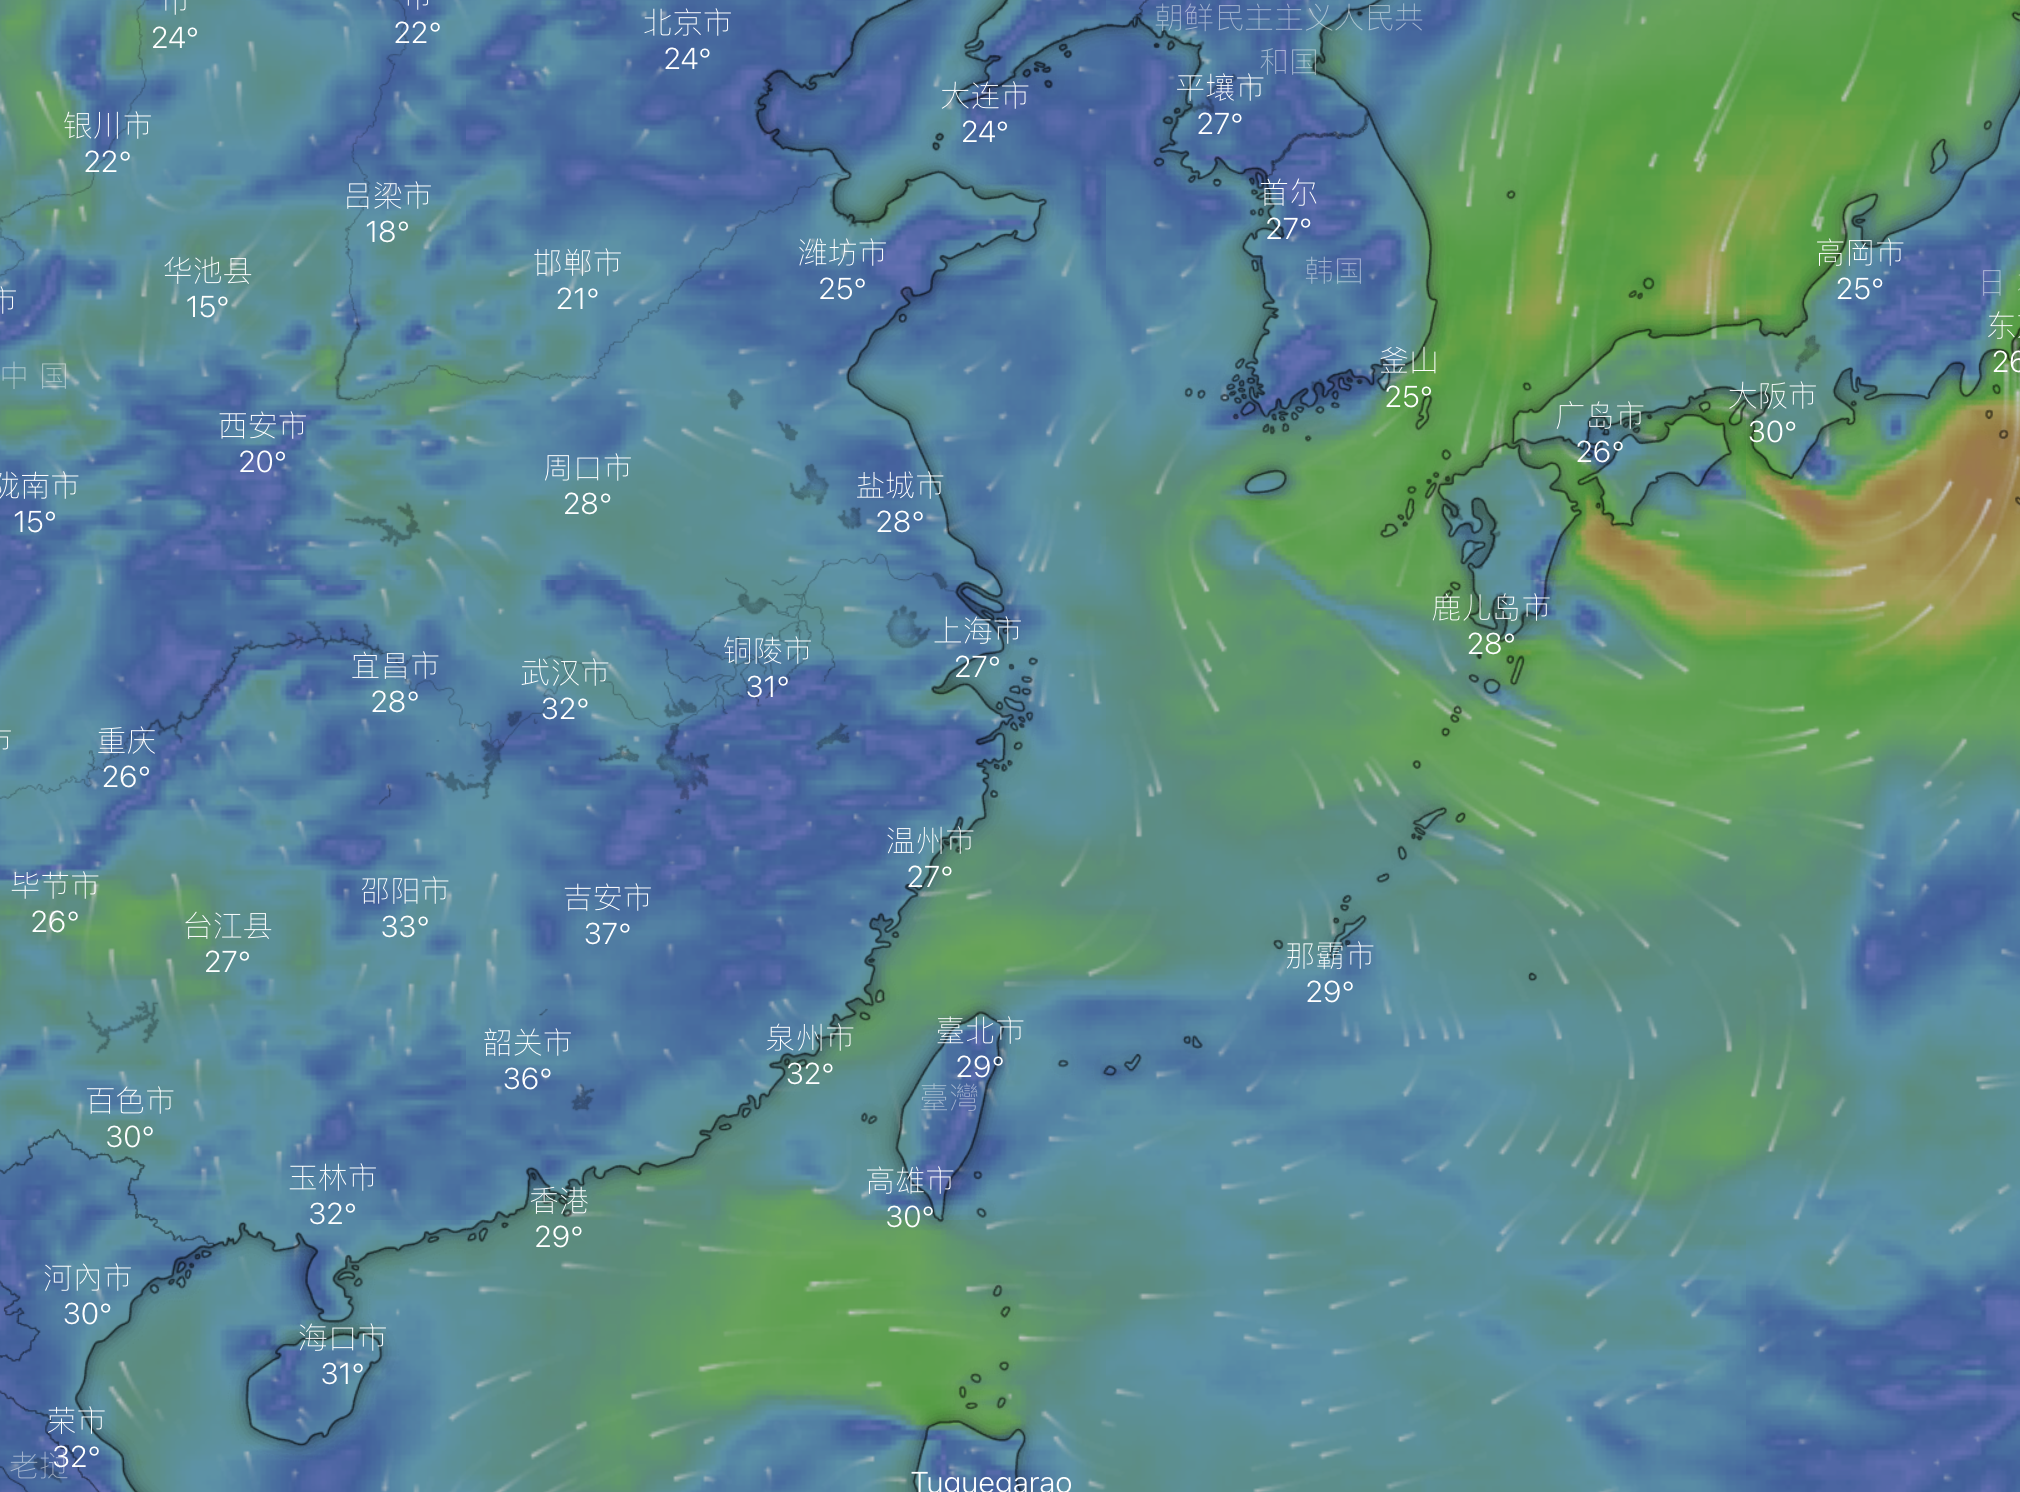 市
24°
市
22°
北京市
24°
朝鲜民主主义人民共
和国
大连市
24°
平壤市
27°
银川市
22°
吕梁市
18°
首尔
27°
韩国
华池县
15°
邯郸市
21°
潍坊市
25°
高冈市
25°
日
市
中国
东
26
釜山
25°
大阪市
30°
广岛市
26°
西安市
20°
周口市
28°
盐城市
28°
陇南市
15°
鹿儿岛市
28°
上海市
27°
铜陵市
31°
宜昌市
28°
武汉市
32°
市
重庆
26°
温州市
27°
毕节市
26°
台江县
27°
邵阳市
33°
吉安市
37°
那霸市
29°
韶关市
36°
泉州市
32°
臺北市
29°
臺灣
百色市
30°
玉林市
32°
香港
29°
高雄市
30°
河內市
30°
海口市
31°
荣市
32°
老挝
Tuguegarao